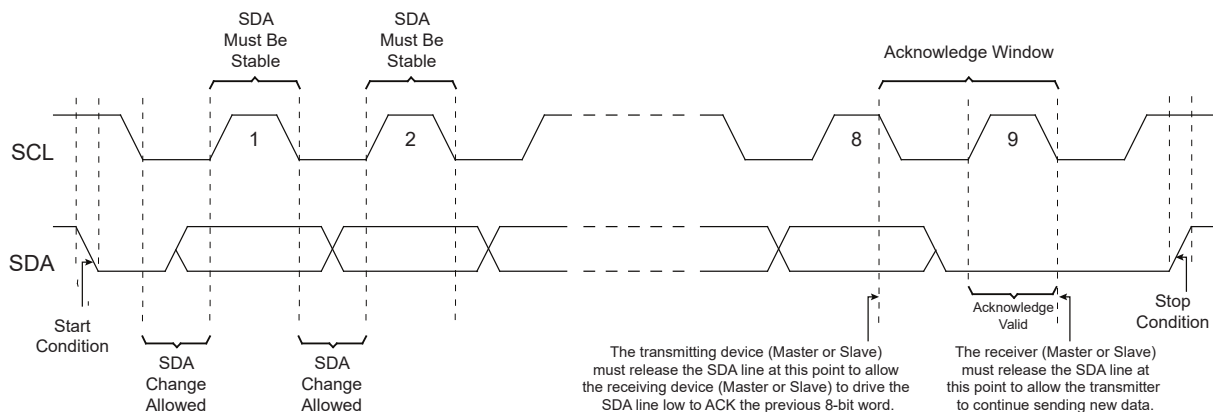 SDA
Must Be
Stable
SDA
Must Be
Stable
Acknowledge Window
SCL
1
2
8
9
SDA
Start
Condition
SDA
Change
Allowed
SDA
Change
Allowed
Acknowledge
Valid
Stop
Condition
The transmitting device (Master or Slave)
must release the SDA line at this point to allow
the receiving device (Master or Slave) to drive the
SDA line low to ACK the previous 8-bit word.
The receiver (Master or Slave)
must release the SDA line at
this point to allow the transmitter
to continue sending new data.